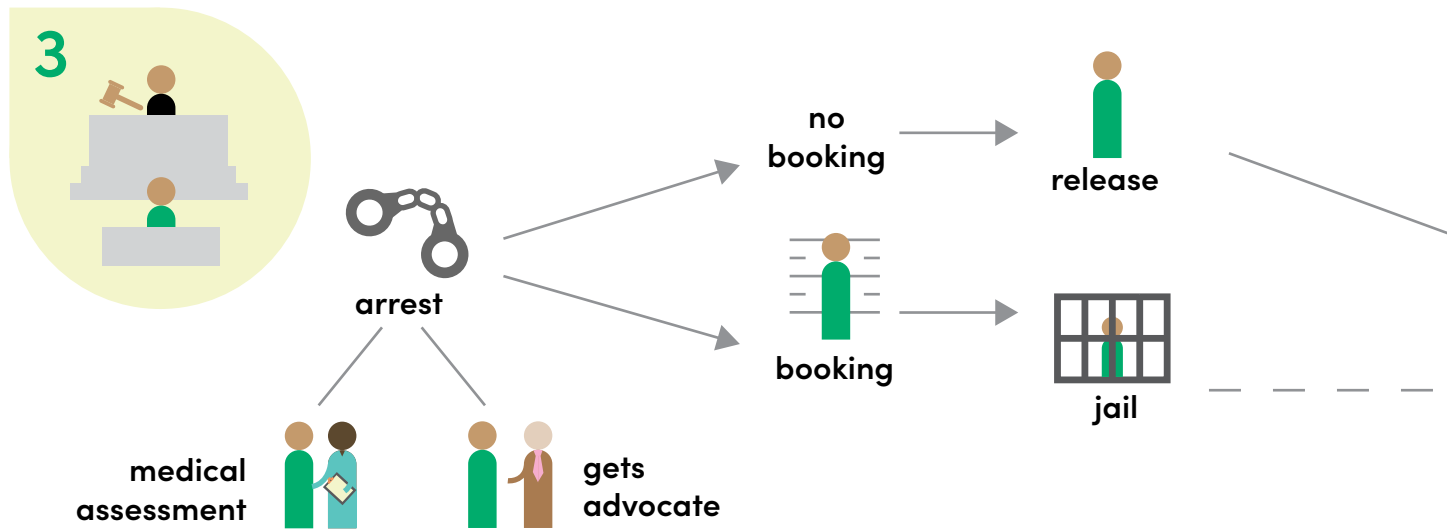 3
arrest
medical
assessment
gets
advocate
no
booking
release
booking
jail